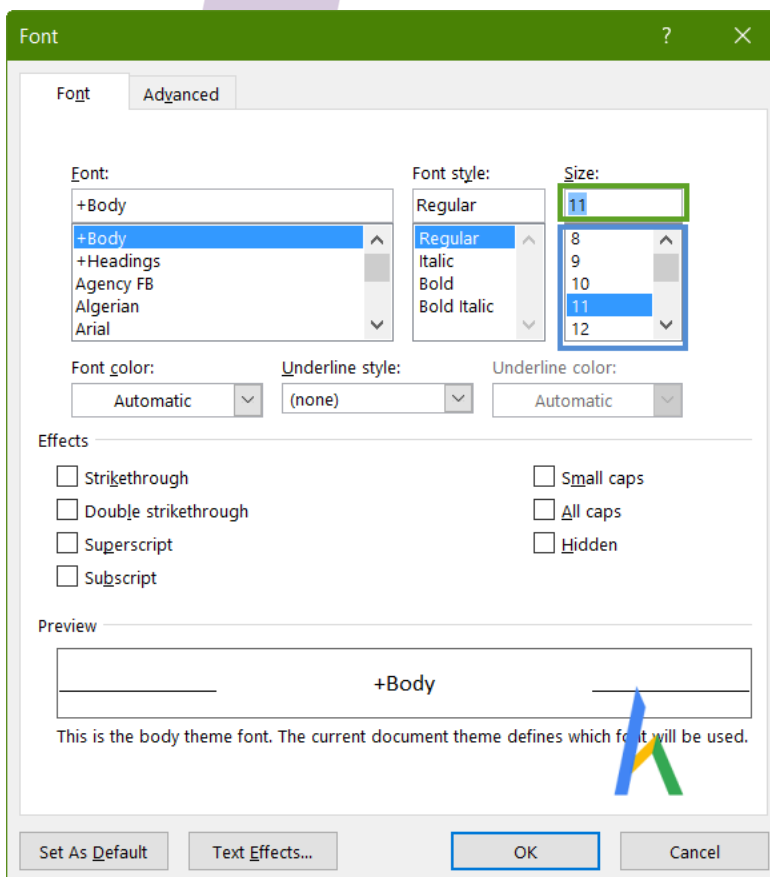 Font ?
Font Advanced
Font: Font style: Size:
+Body Regular 11
+Body Regular 8
+Headings Italic 9
Agency FB Bold 10
Algerian Bold Italic 11
Arial 12
Font color: Underline style: Underline color:
Automatic (none) Automatic
Effects
Strikethrough Small caps
Double strikethrough All caps
Superscript Hidden
Subscript
Preview
+Body
This is the body theme font. The current document theme defines which font will be used.
Set As Default Text Effects... OK Cancel